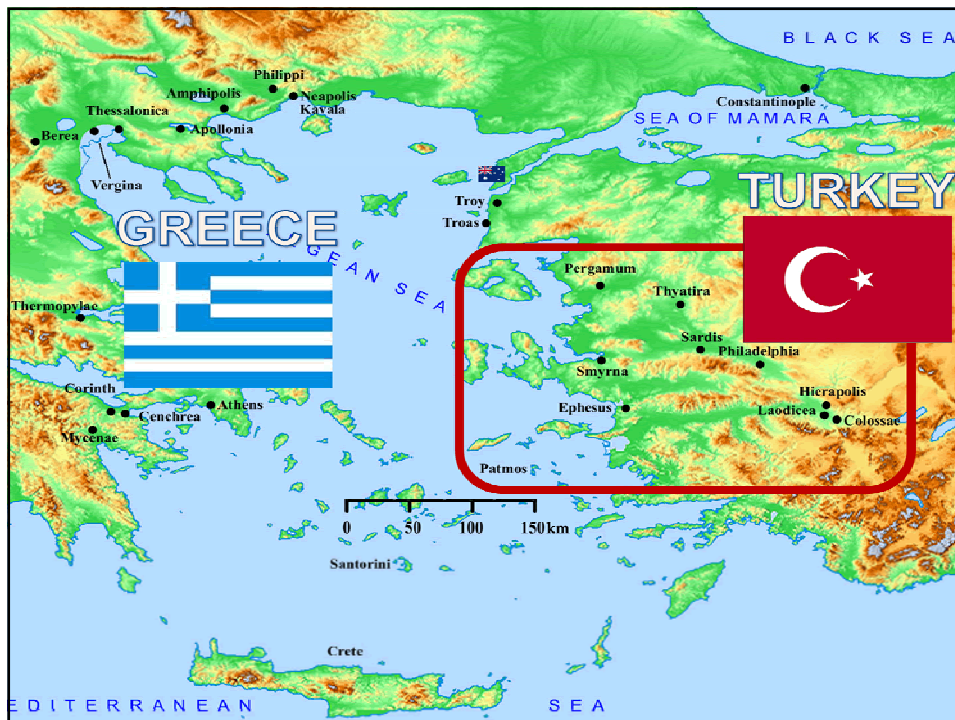 BLACK SEA
Philippi
Amphipolis
Neapolis
Kavala
Constantinople
Thessalonica
SEA OF MAMARA
Apollonia
Berea
Vergina
TURKEY
Troy
GREECE
Troas
GEAN SEA
Pergamum
Thyatira
Thermopylae
Sardis
Philadelphia
Smyrna
Corinth
Hierapolis
Cenchrea
Athens
Ephesus
Laodicea
Colossae
Mycenae
Patmos
0 50 100 150 km
Santorini
Crete
EDITERRANEAN SEA